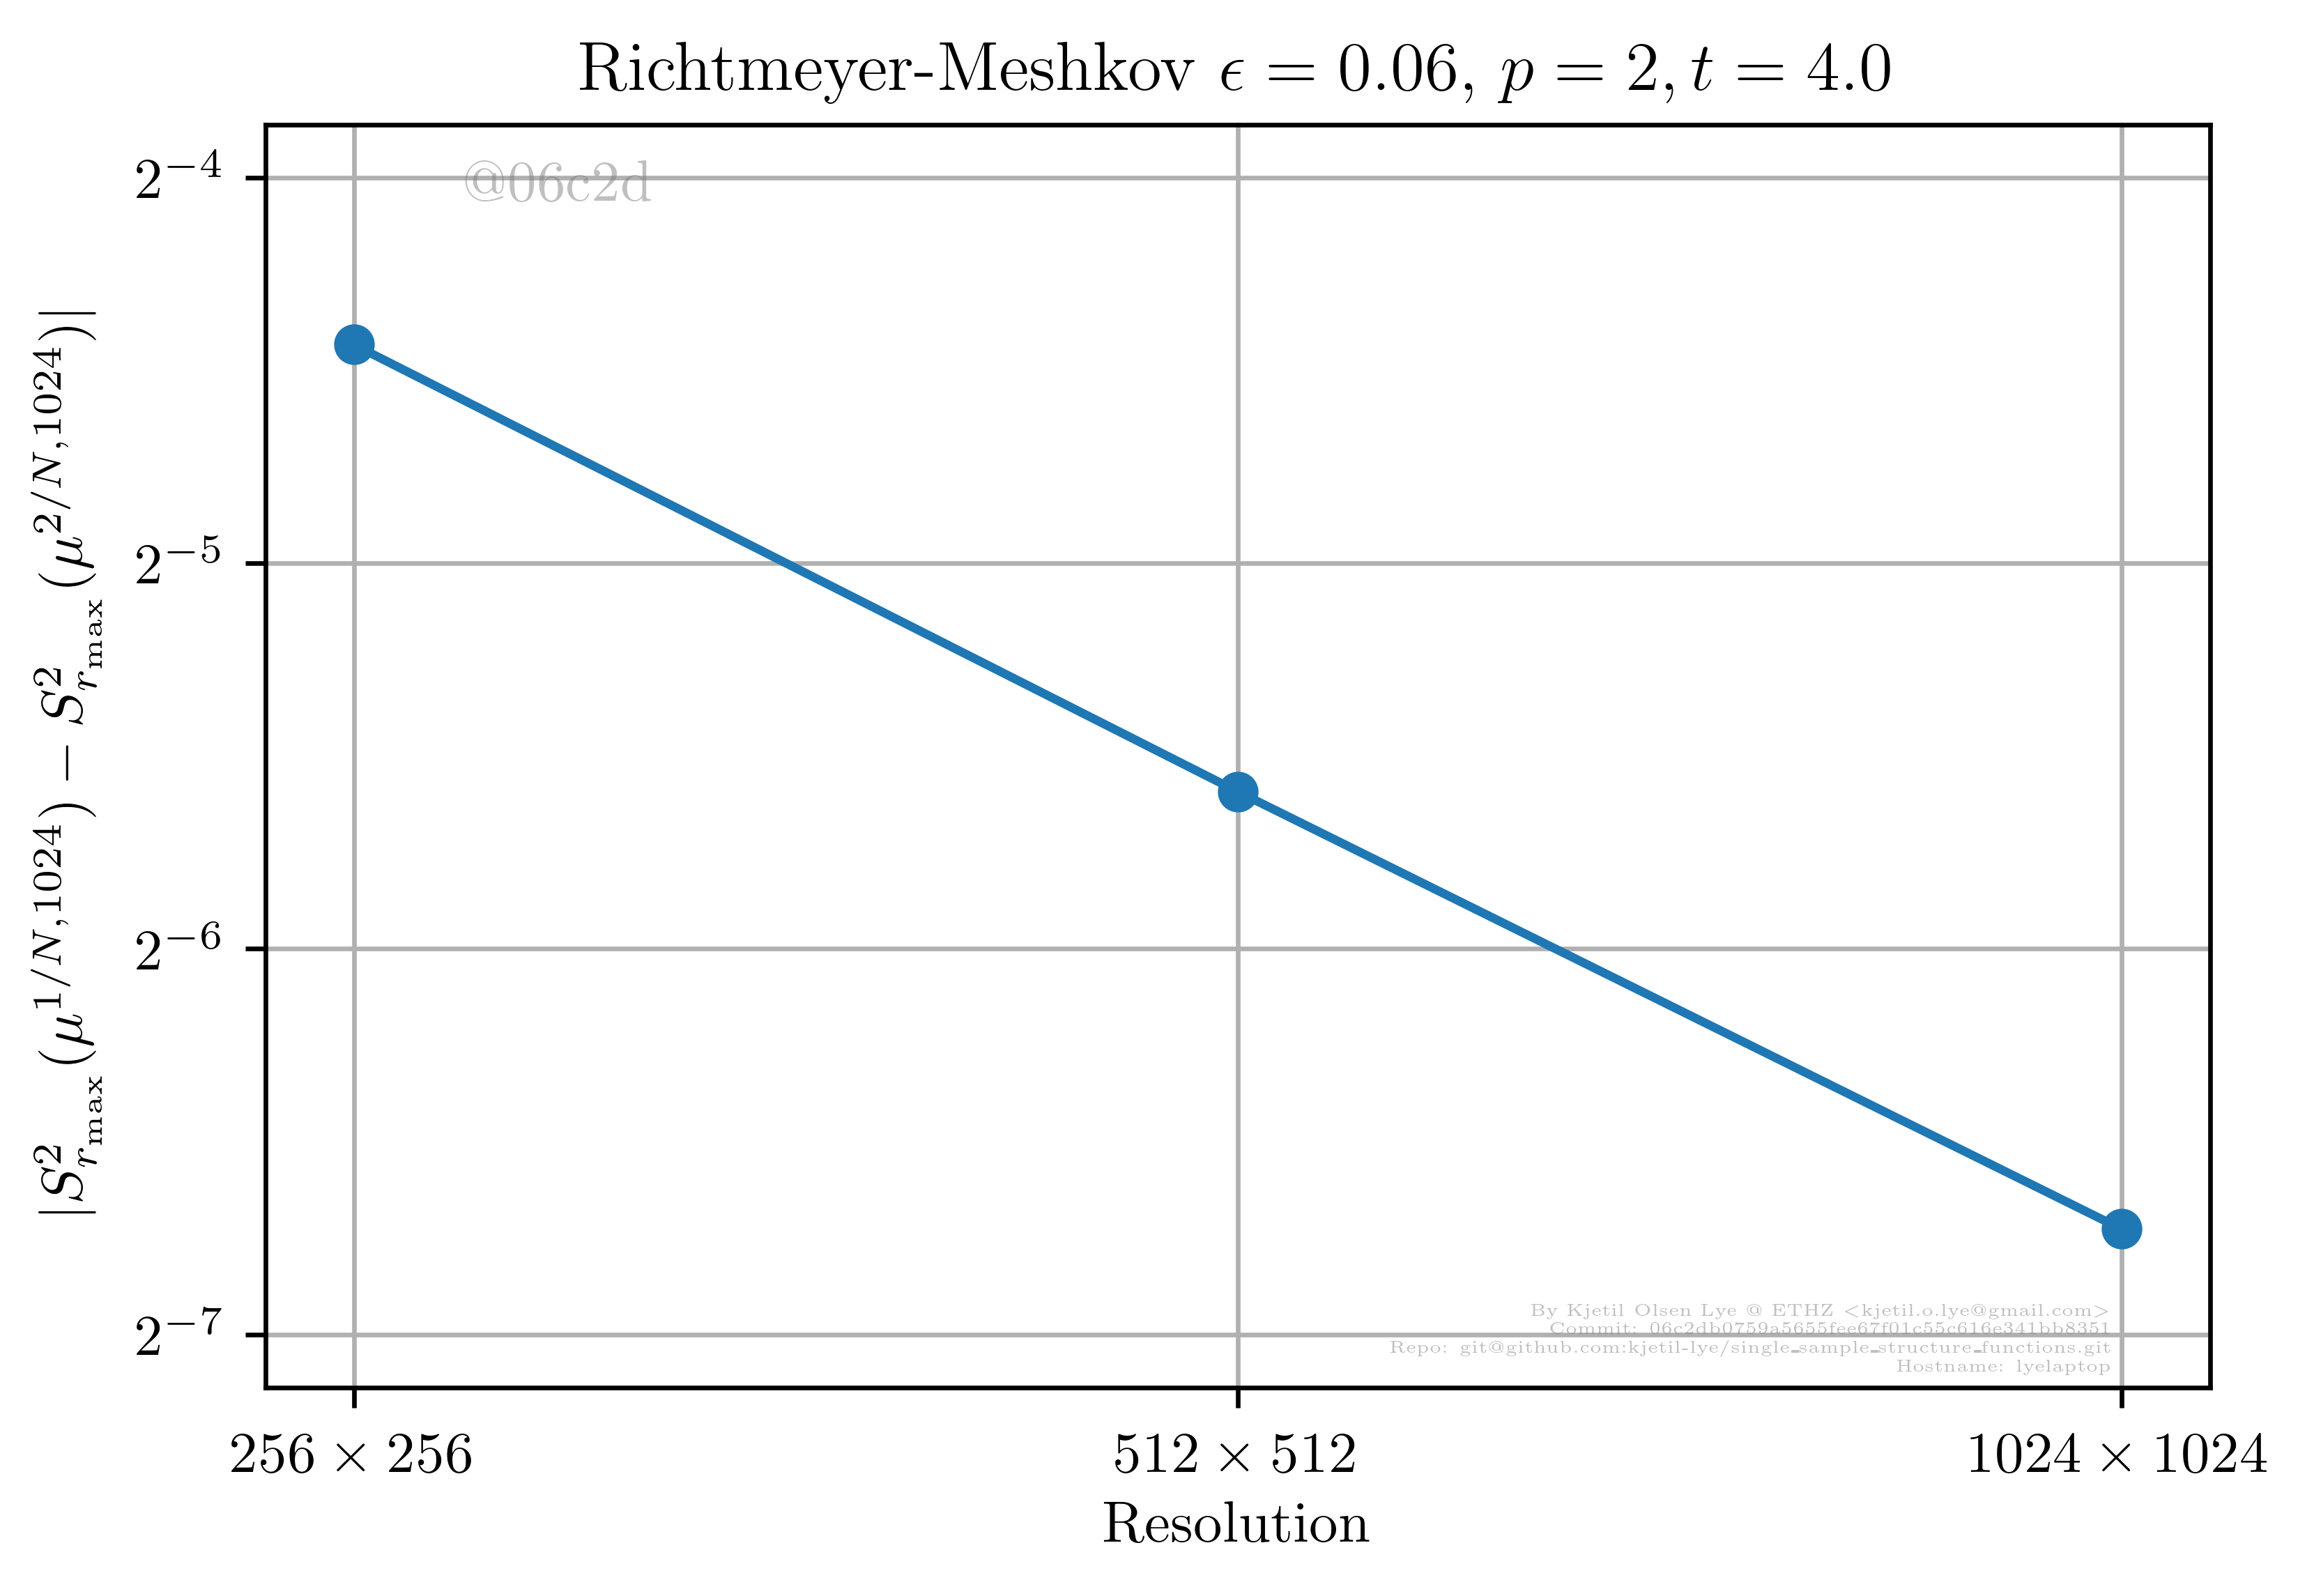 Richtmeyer-Meshkov ϵ = 0.06, p = 2, t = 4.0
@06c2d
|S²_{r_max}(μ^{1/N,1024}) − S²_{r_max}(μ^{2/N,1024})|
2⁻⁴
2⁻⁵
2⁻⁶
2⁻⁷
By Kjetil Olsen Lye @ ETHZ <kjetil.o.lye@gmail.com>
Commit: 06c2db0759a5655fee67f01c55c616e341bb8351
Repo: git@github.com:kjetil-lye/single_sample_structure_functions.git
Hostname: lyelaptop
256 × 256
512 × 512
1024 × 1024
Resolution